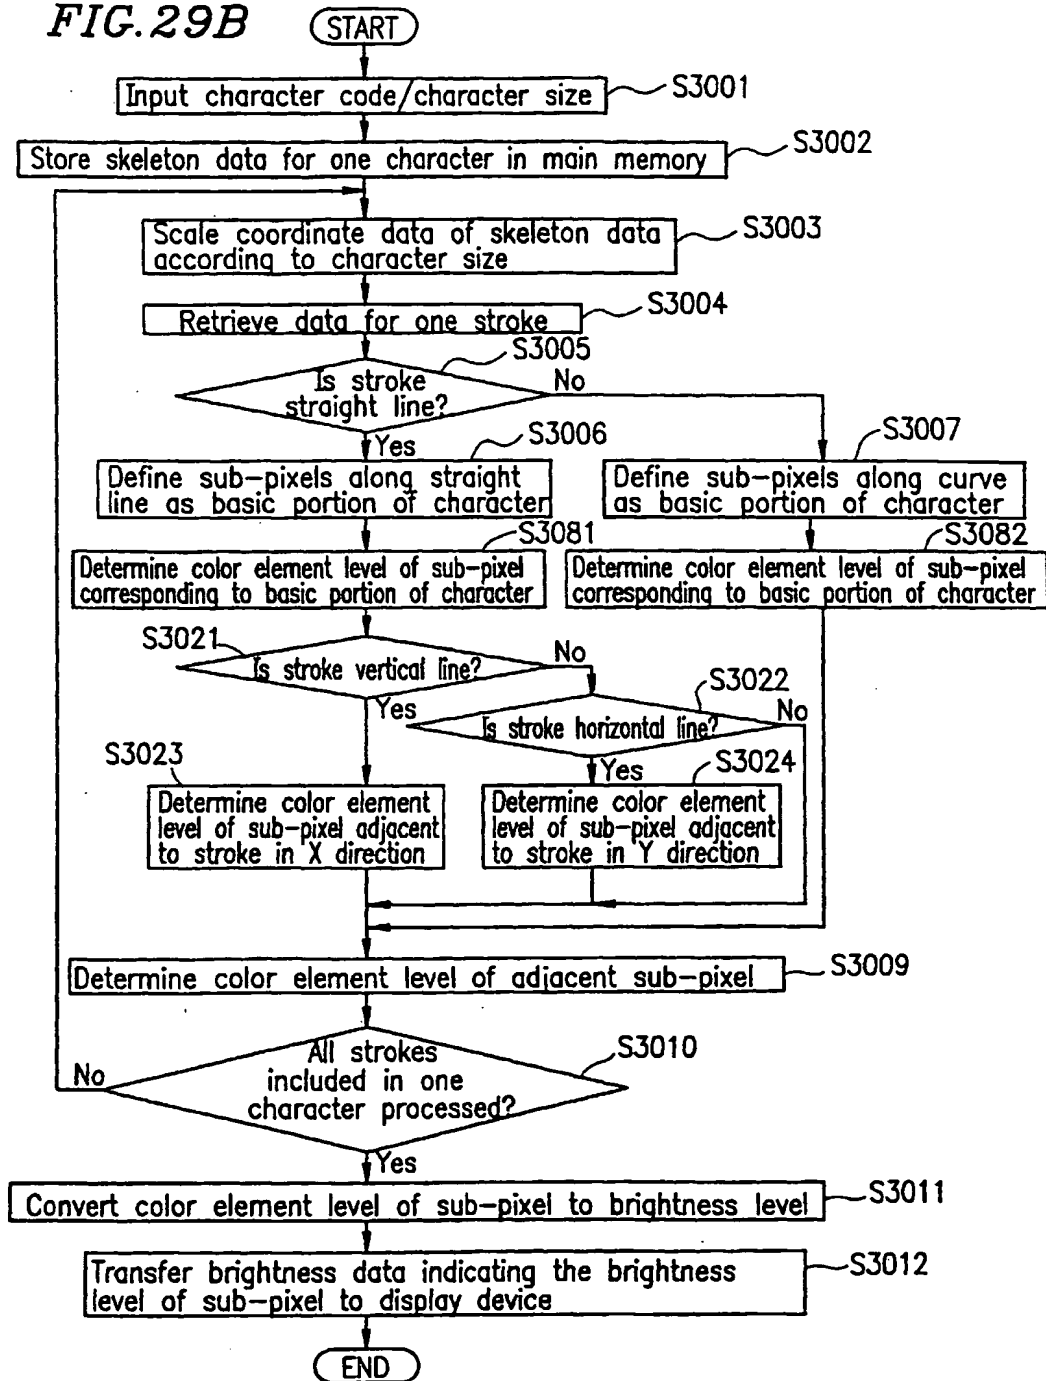 FIG.29B
START
Input character code/character size
S3001
Store skeleton data for one character in main memory
S3002
Scale coordinate data of skeleton data
according to character size
S3003
Retrieve data for one stroke
S3004
S3005
Is stroke
straight line?
No
Yes
S3006
S3007
Define sub-pixels along straight
line as basic portion of character
Define sub-pixels along curve
as basic portion of character
S3081
S3082
Determine color element level of sub-pixel
corresponding to basic portion of character
Determine color element level of sub-pixel
corresponding to basic portion of character
S3021
Is stroke vertical line?
No
Yes
S3022
Is stroke horizontal line?
No
Yes
S3023
S3024
Determine color element
level of sub-pixel adjacent
to stroke in X direction
Determine color element
level of sub-pixel adjacent
to stroke in Y direction
Determine color element level of adjacent sub-pixel
S3009
All strokes
included in one
character processed?
S3010
No
Yes
Convert color element level of sub-pixel to brightness level
S3011
Transfer brightness data indicating the brightness
level of sub-pixel to display device
S3012
END